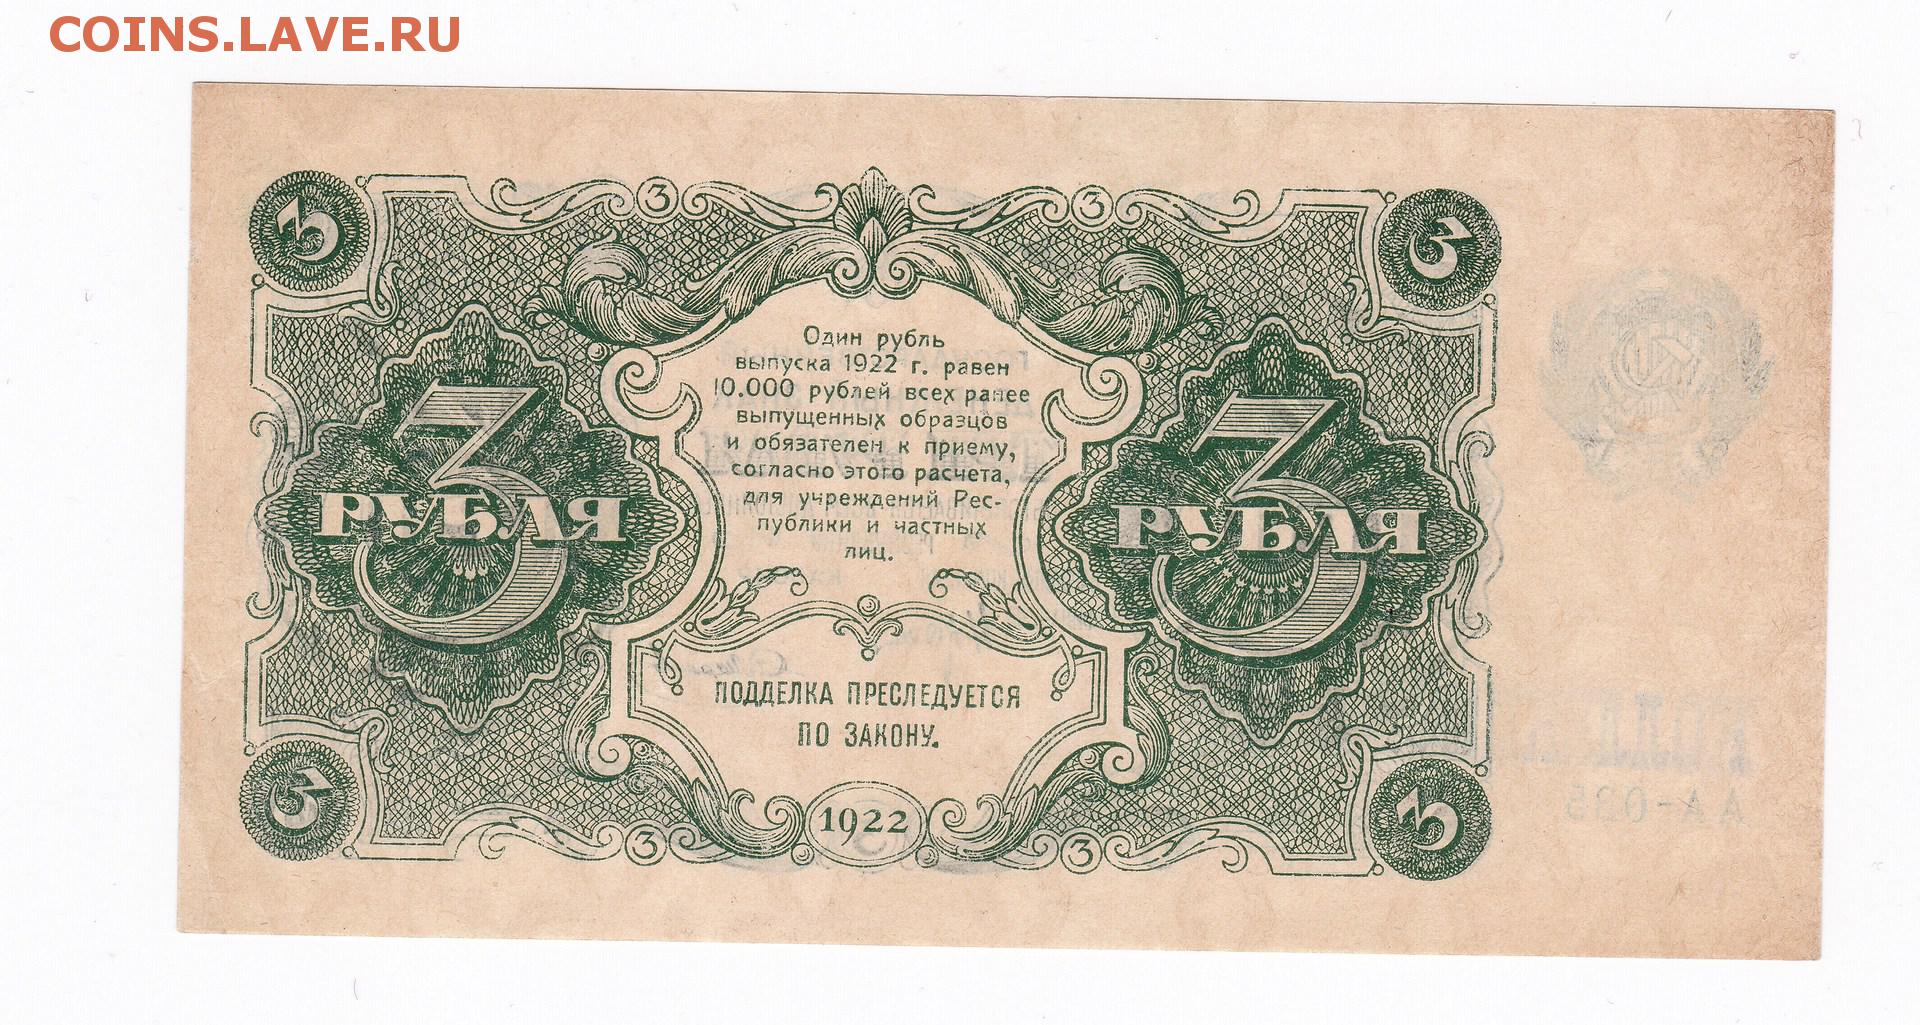 COINS.LAVE.RU
3 3 3 3
Один рубль
выпуска 1922 г. равен
10.000 рублей всех ранее
выпущенных образцов
и обязателен к приему,
согласно этого расчета,
для учреждений Рес-
публики и частных
лиц.
3 3
РУБЛЯ РУБЛЯ
ПОДДЕЛКА ПРЕСЛЕДУЕТСЯ
ПО ЗАКОНУ.
АА-035
3 3 1922 3 3